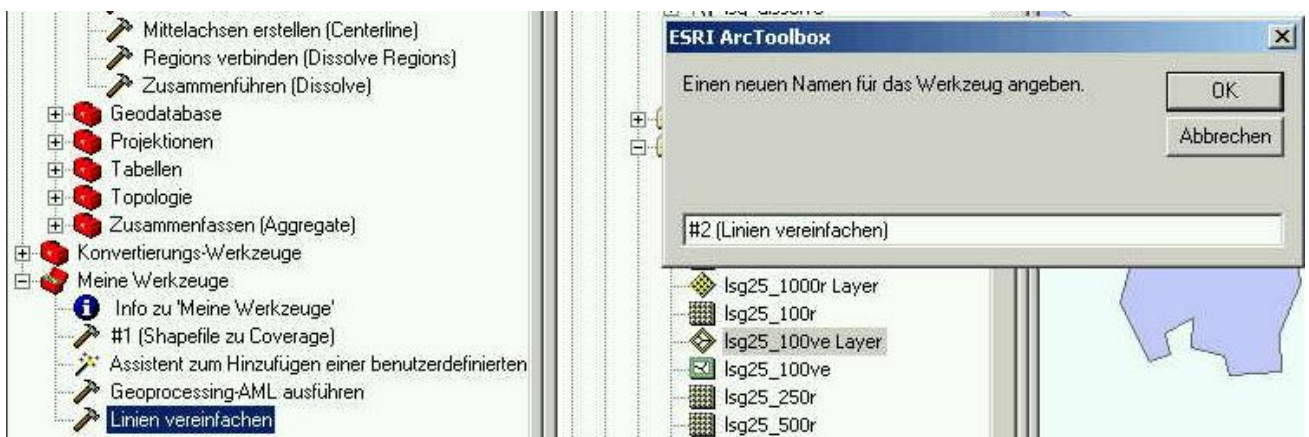 Mittelachsen erstellen (Centerline)
Regions verbinden (Dissolve Regions)
Zusammenführen (Dissolve)
Geodatabase
Projektionen
Tabellen
Topologie
Zusammenfassen (Aggregate)
Konvertierungs-Werkzeuge
Meine Werkzeuge
Info zu 'Meine Werkzeuge'
#1 (Shapefile zu Coverage)
Assistent zum Hinzufügen einer benutzerdefinierten
Geoprocessing-AML ausführen
Linien vereinfachen
ESRI ArcToolbox
Einen neuen Namen für das Werkzeug angeben.
OK
Abbrechen
#2 (Linien vereinfachen)
lsg25_1000r Layer
lsg25_100r
lsg25_100ve Layer
lsg25_100ve
lsg25_250r
lsg25_500r